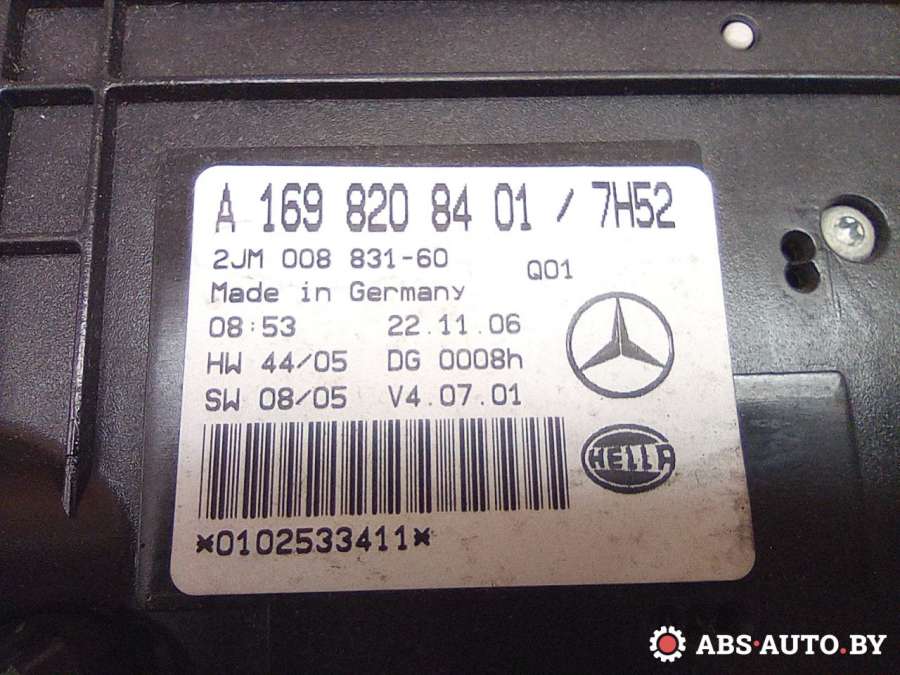 A 169 820 84 01 / 7H52
2JM 008 831-60 Q01
Made in Germany
08:53 22.11.06
HW 44/05 DG 0008h
SW 08/05 V4.07.01
HELLA
*0102533411*
ABS-AUTO.BY